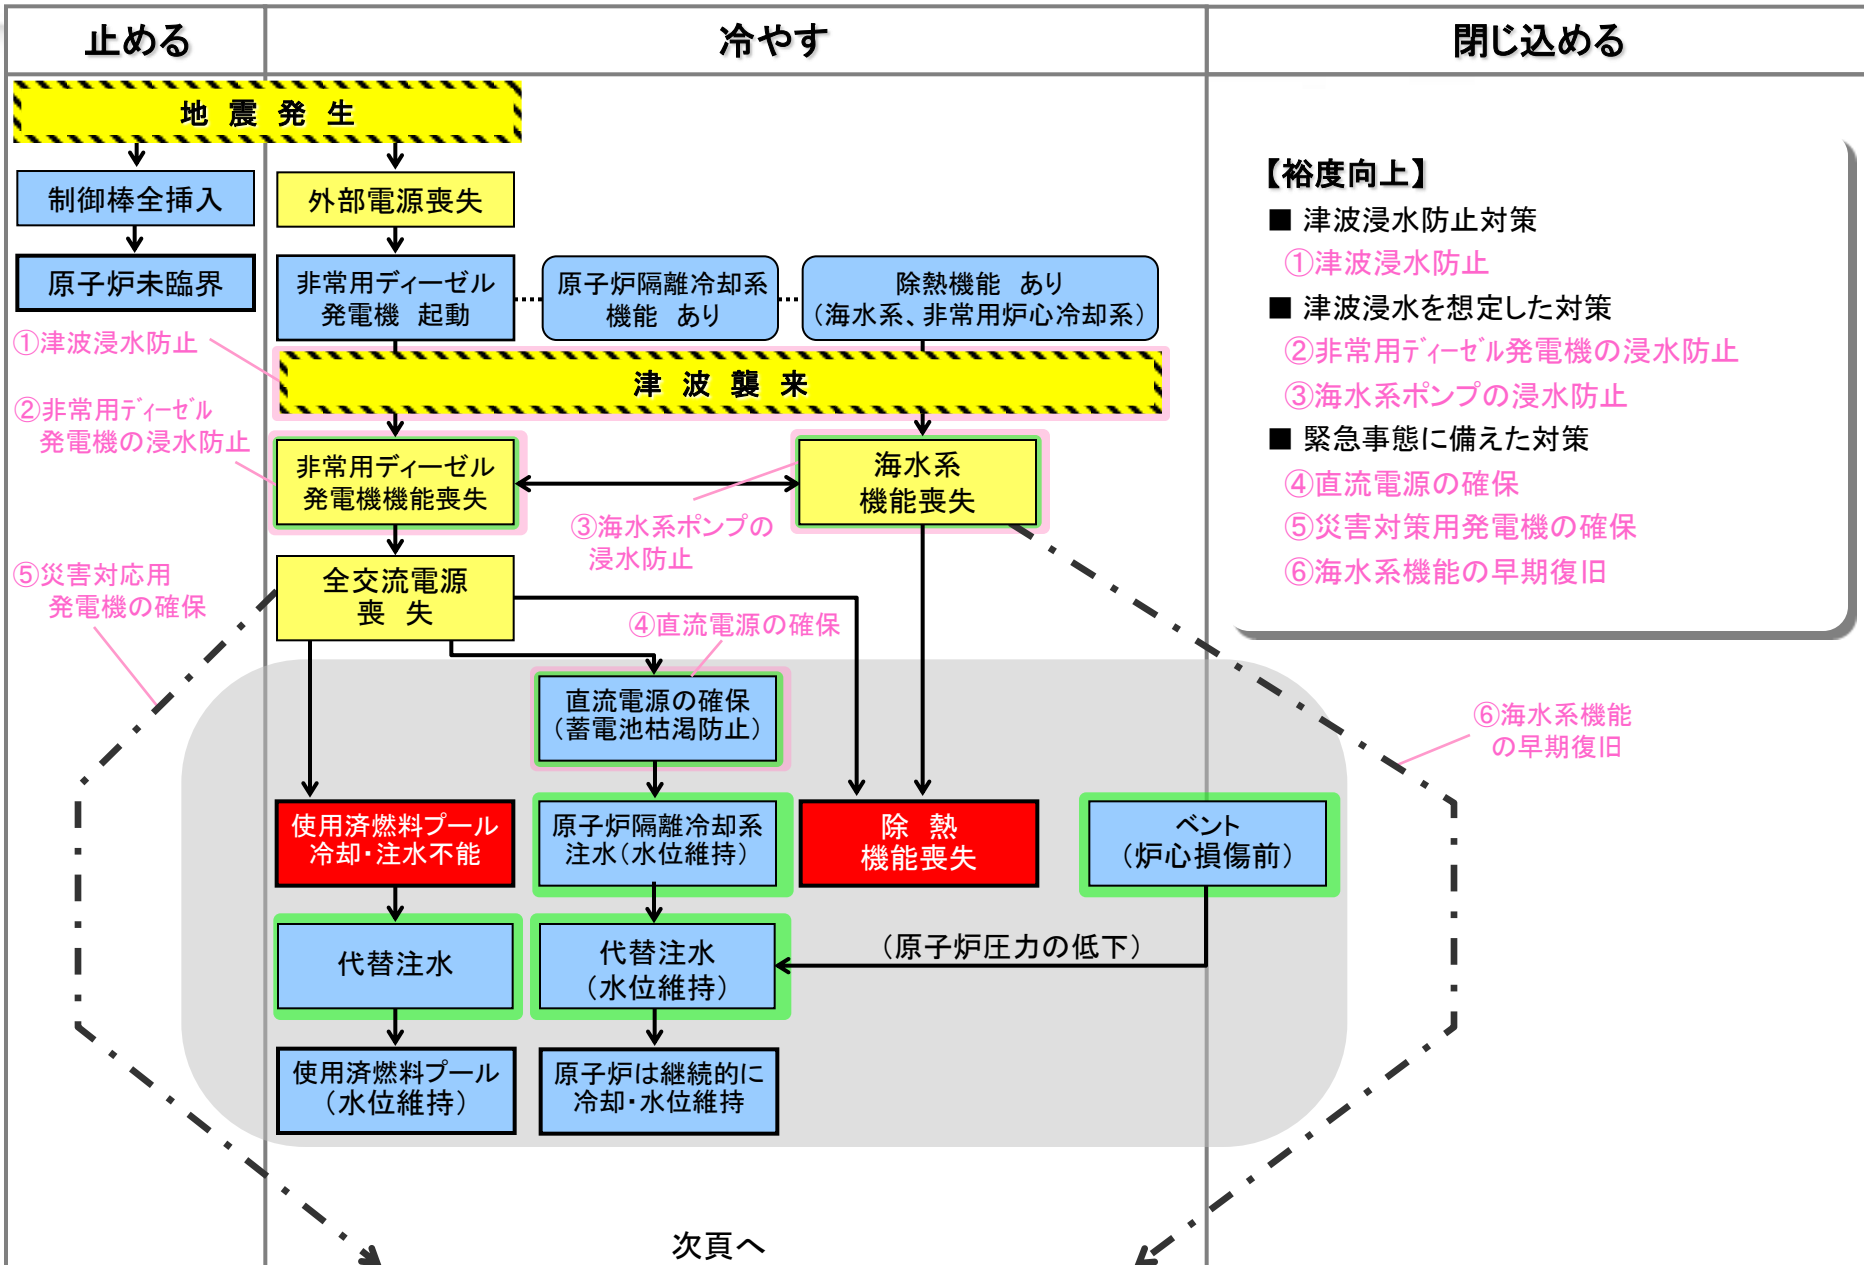 止める
冷やす
閉じ込める
地 震 発 生
制御棒全挿入
原子炉未臨界
外部電源喪失
非常用ディーゼル
発電機 起動
原子炉隔離冷却系
機能 あり
除熱機能 あり
(海水系、非常用炉心冷却系)
①津波浸水防止
②非常用ディーゼル
発電機の浸水防止
津 波 襲 来
非常用ディーゼル
発電機機能喪失
海水系
機能喪失
③海水系ポンプの
浸水防止
⑤災害対応用
発電機の確保
全交流電源
喪 失
④直流電源の確保
直流電源の確保
(蓄電池枯渇防止)
使用済燃料プール
冷却・注水不能
原子炉隔離冷却系
注水(水位維持)
除 熱
機能喪失
ベント
(炉心損傷前)
代替注水
代替注水
(水位維持)
(原子炉圧力の低下)
使用済燃料プール
(水位維持)
原子炉は継続的に
冷却・水位維持
次頁へ
【裕度向上】
■ 津波浸水防止対策
①津波浸水防止
■ 津波浸水を想定した対策
②非常用ディーゼル発電機の浸水防止
③海水系ポンプの浸水防止
■ 緊急事態に備えた対策
④直流電源の確保
⑤災害対策用発電機の確保
⑥海水系機能の早期復旧
⑥海水系機能
の早期復旧